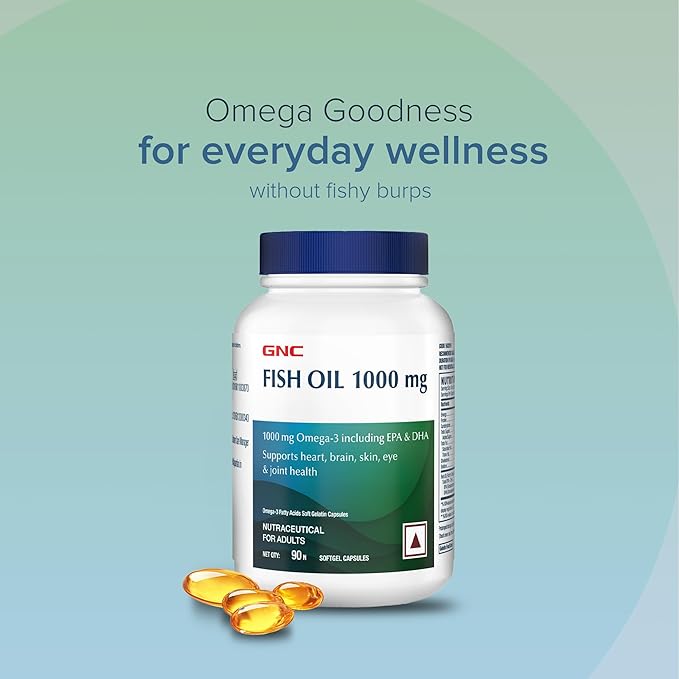 Omega Goodness
for everyday wellness
without fishy burps
GNC
FISH OIL 1000 mg
1000 mg Omega-3 including EPA & DHA
Supports heart, brain, skin, eye
& joint health
Omega-3 Fatty Acids Soft Gelatin Capsules
NUTRACEUTICAL
FOR ADULTS
NET QTY: 90 N SOFTGEL CAPSULES